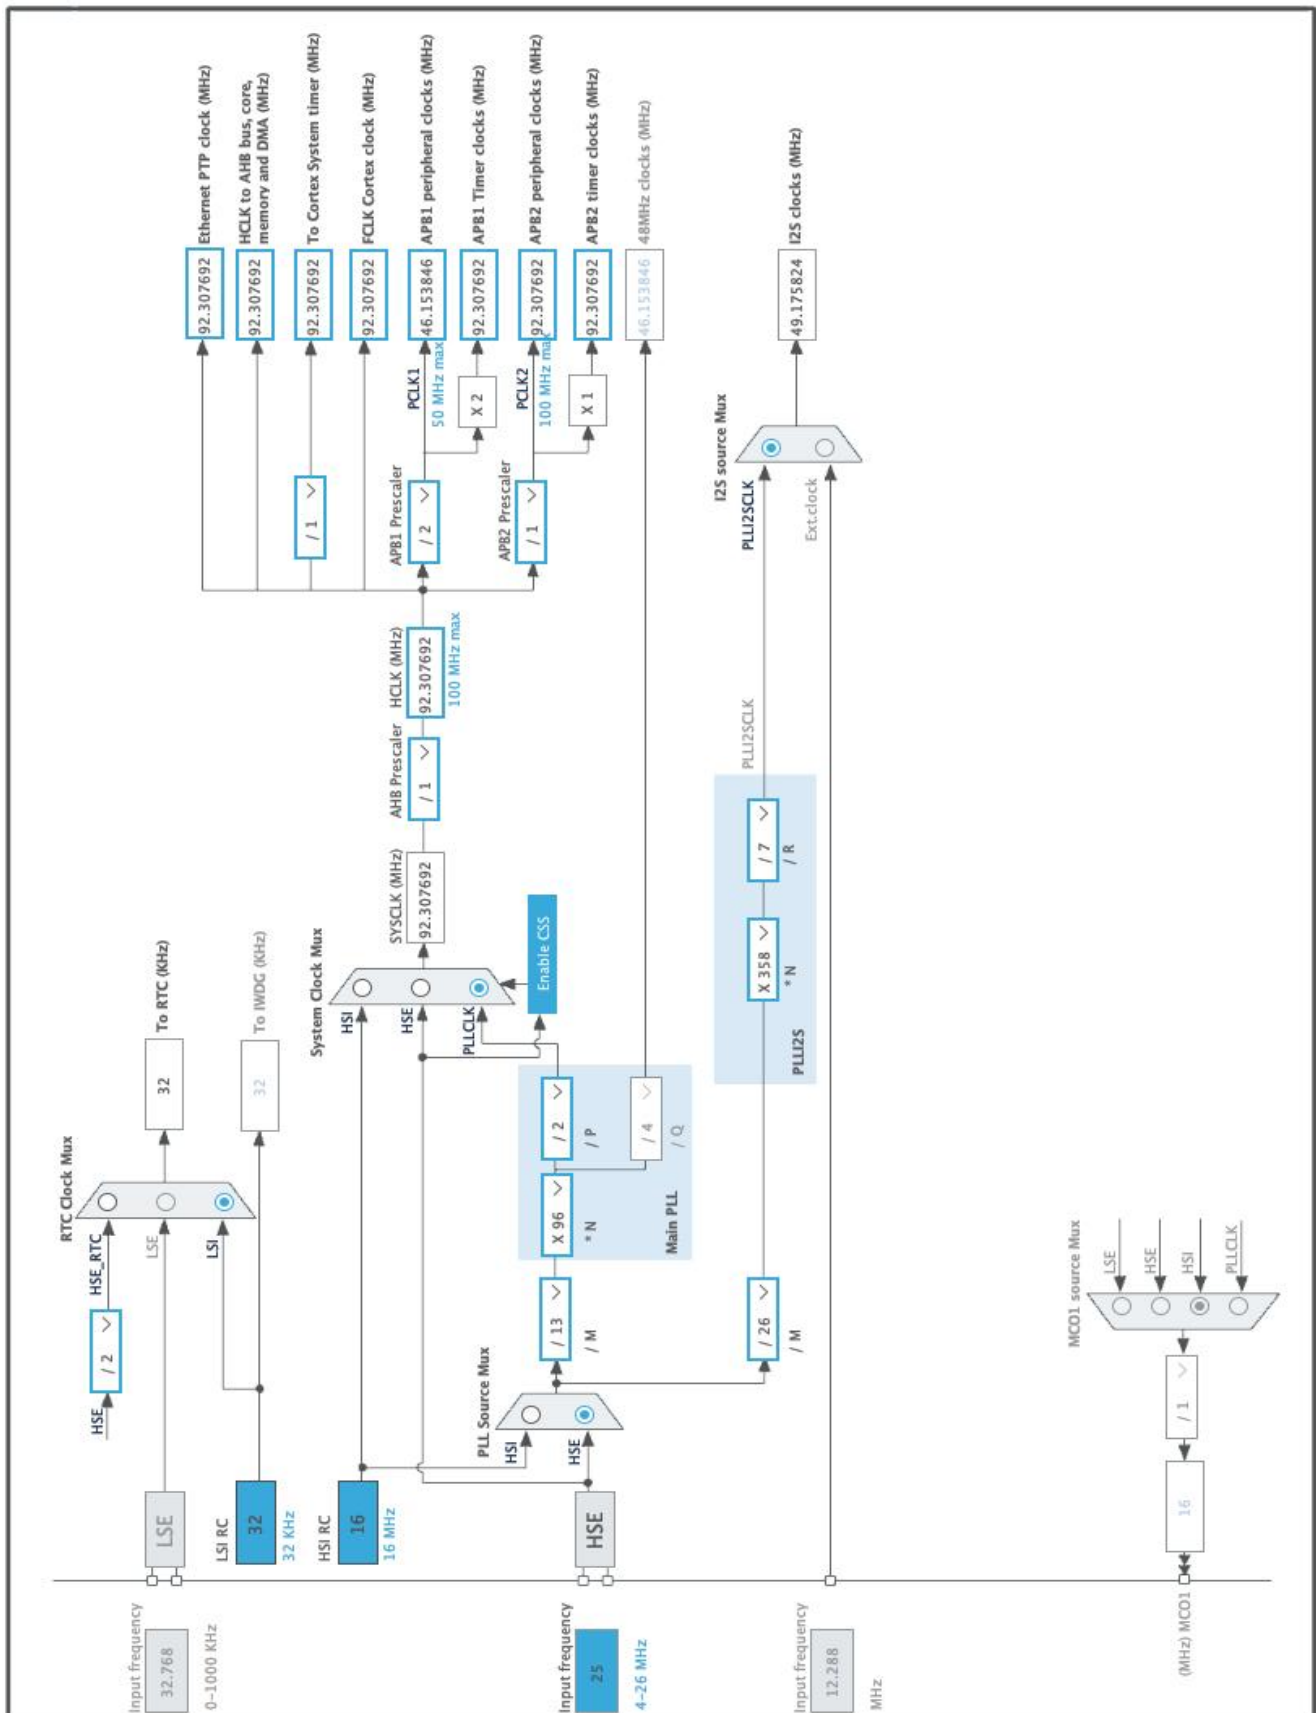 Input frequency
32.768
0-1000 KHz
LSE
LSI RC
32
32 KHz
HSI RC
16
16 MHz
Input frequency
25
4-26 MHz
HSE
Input frequency
12.288
MHz
HSE
/ 2
HSE_RTC
LSE
LSI
RTC Clock Mux
32
To RTC (KHz)
32
To IWDG (KHz)
PLL Source Mux
HSI
HSE
/ 13
/ M
X 96
* N
/ 2
/ P
/ 4
/ Q
Main PLL
/ 26
/ M
X 358
* N
/ 7
/ R
PLLI2S
PLLI2SCLK
System Clock Mux
HSI
HSE
PLLCLK
Enable CSS
SYSCLK (MHz)
92.307692
AHB Prescaler
/ 1
HCLK (MHz)
92.307692
100 MHz max
/ 1
APB1 Prescaler
/ 2
PCLK1
50 MHz max
X 2
APB2 Prescaler
/ 1
PCLK2
100 MHz max
X 1
92.307692
Ethernet PTP clock (MHz)
92.307692
HCLK to AHB bus, core,
memory and DMA (MHz)
92.307692
To Cortex System timer (MHz)
92.307692
FCLK Cortex clock (MHz)
46.153846
APB1 peripheral clocks (MHz)
92.307692
APB1 Timer clocks (MHz)
92.307692
APB2 peripheral clocks (MHz)
92.307692
APB2 timer clocks (MHz)
46.153846
48MHz clocks (MHz)
I2S source Mux
PLLI2SCLK
Ext.clock
49.175824
I2S clocks (MHz)
MCO1 source Mux
LSE
HSE
HSI
PLLCLK
/ 1
16
(MHz) MCO1